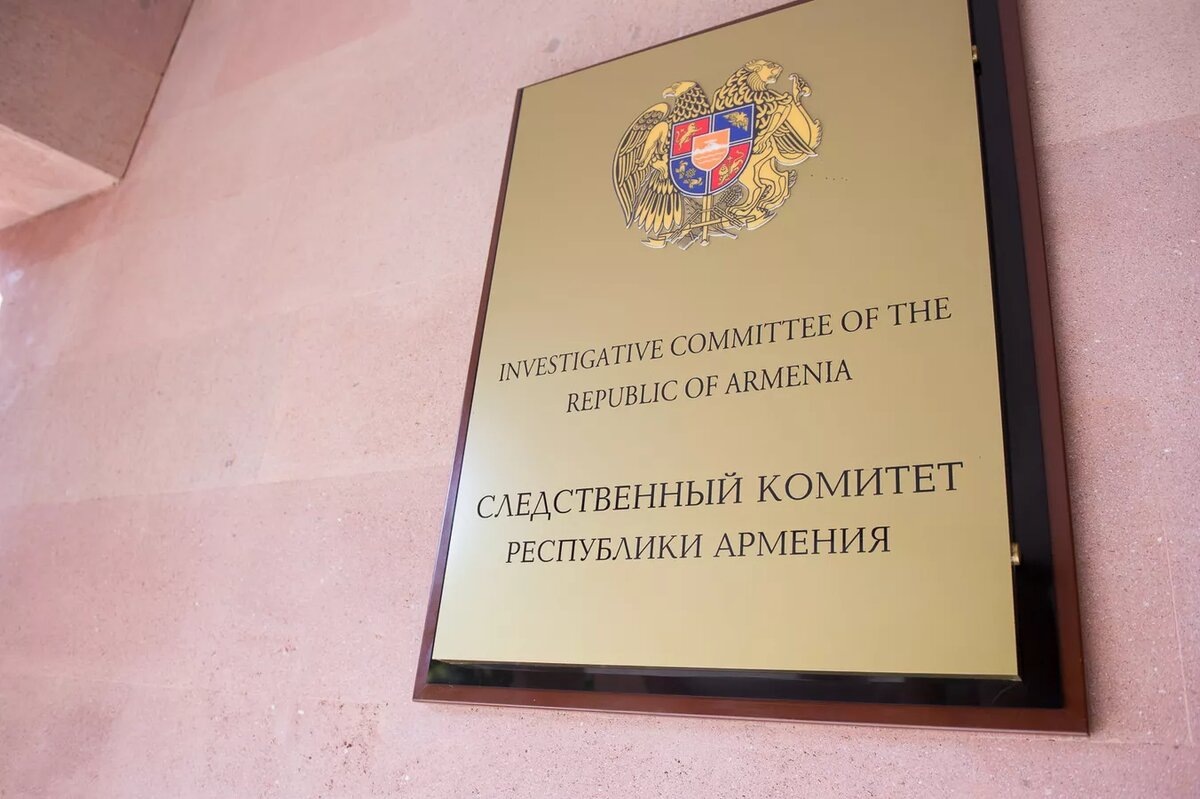 INVESTIGATIVE COMMITTEE OF THE
REPUBLIC OF ARMENIA
СЛЕДСТВЕННЫЙ КОМИТЕТ
РЕСПУБЛИКИ АРМЕНИЯ